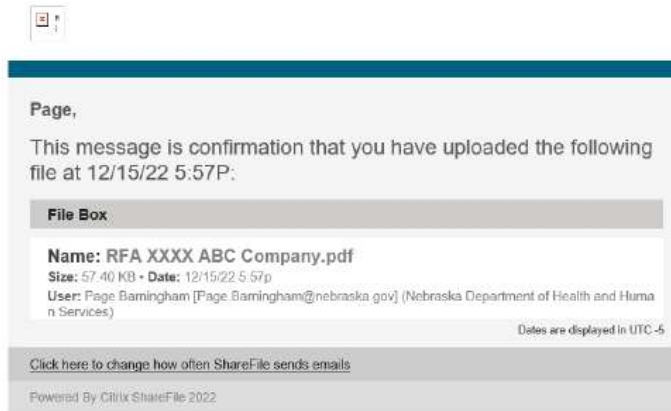 Page,
This message is confirmation that you have uploaded the following
file at 12/15/22 5:57P:
File Box
Name: RFA XXXX ABC Company.pdf
Size: 57.40 KB • Date: 12/15/22 5:57p
User: Page Barningham [Page.Barningham@nebraska.gov] (Nebraska Department of Health and Huma
n Services)
Dates are displayed in UTC -5
Click here to change how often ShareFile sends emails
Powered By Citrix ShareFile 2022